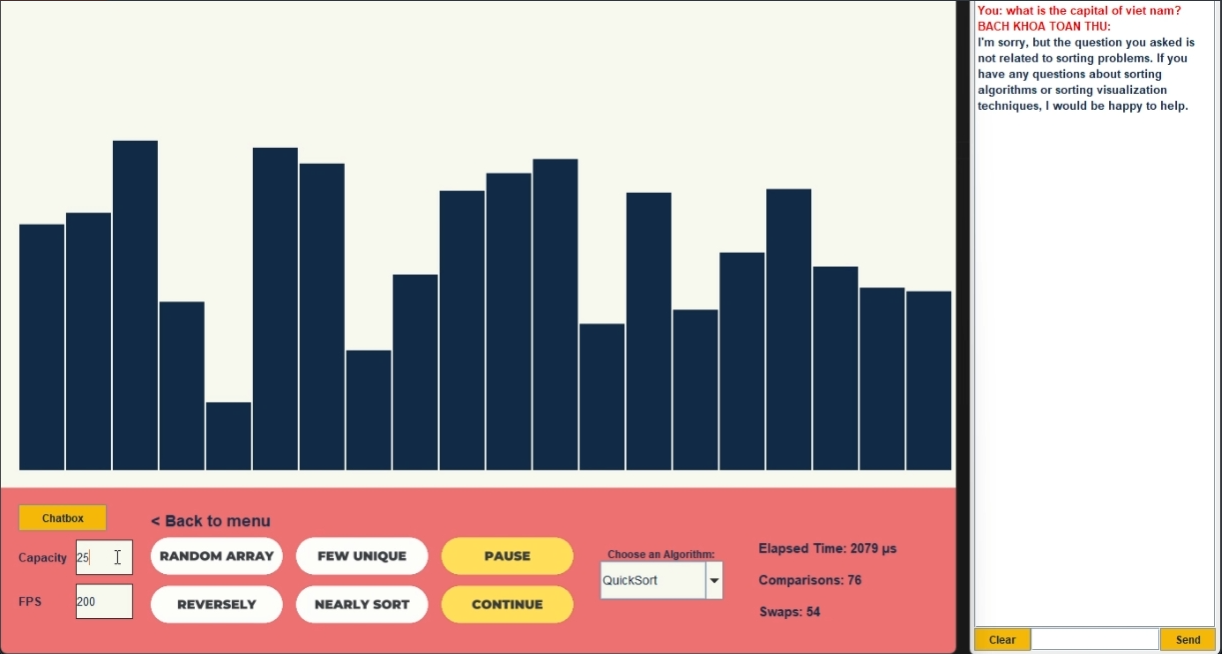 You: what is the capital of viet nam?
BACH KHOA TOAN THU:
I'm sorry, but the question you asked is
not related to sorting problems. If you
have any questions about sorting
algorithms or sorting visualization
techniques, I would be happy to help.
Chatbox
< Back to menu
Capacity
25
RANDOM ARRAY
FEW UNIQUE
PAUSE
FPS
200
REVERSELY
NEARLY SORT
CONTINUE
Choose an Algorithm:
QuickSort
Elapsed Time: 2079 µs
Comparisons: 76
Swaps: 54
Clear
Send